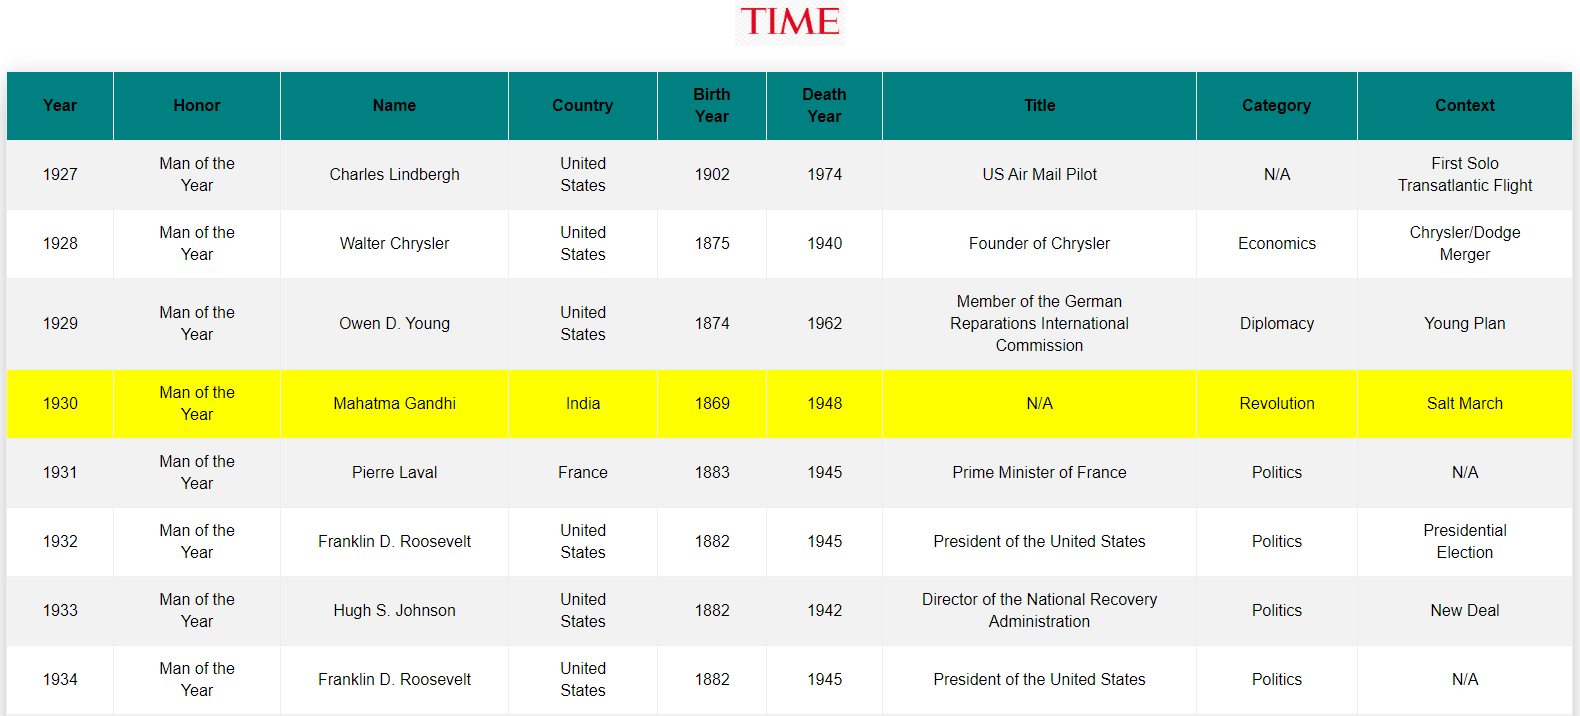 TIME
Year Honor Name Country Birth Year Death Year Title Category Context
1927 Man of the Year Charles Lindbergh United States 1902 1974 US Air Mail Pilot N/A First Solo Transatlantic Flight
1928 Man of the Year Walter Chrysler United States 1875 1940 Founder of Chrysler Economics Chrysler/Dodge Merger
1929 Man of the Year Owen D. Young United States 1874 1962 Member of the German Reparations International Commission Diplomacy Young Plan
1930 Man of the Year Mahatma Gandhi India 1869 1948 N/A Revolution Salt March
1931 Man of the Year Pierre Laval France 1883 1945 Prime Minister of France Politics N/A
1932 Man of the Year Franklin D. Roosevelt United States 1882 1945 President of the United States Politics Presidential Election
1933 Man of the Year Hugh S. Johnson United States 1882 1942 Director of the National Recovery Administration Politics New Deal
1934 Man of the Year Franklin D. Roosevelt United States 1882 1945 President of the United States Politics N/A